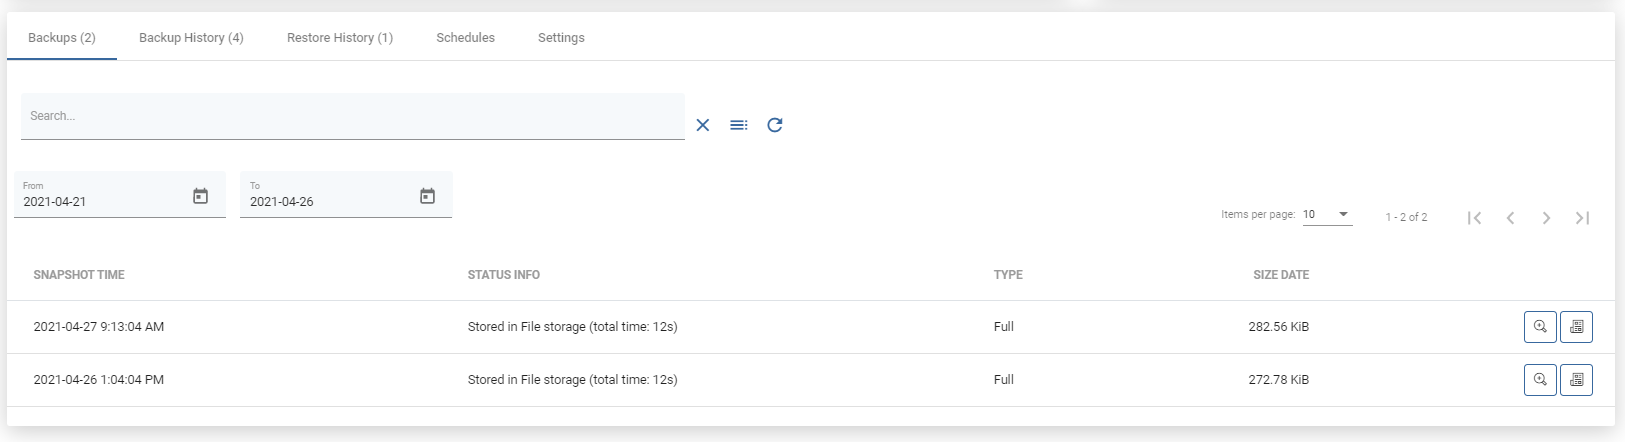 Backups (2) Backup History (4) Restore History (1) Schedules Settings
Search...
From To
2021-04-21 2021-04-26
Items per page: 10 1 - 2 of 2
SNAPSHOT TIME STATUS INFO TYPE SIZE DATE
2021-04-27 9:13:04 AM Stored in File storage (total time: 12s) Full 282.56 KiB
2021-04-26 1:04:04 PM Stored in File storage (total time: 12s) Full 272.78 KiB